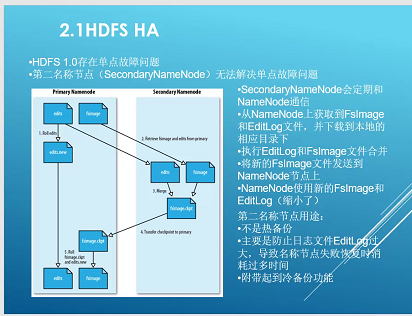 2.1HDFS HA
•HDFS 1.0存在单点故障问题
•第二名称节点（SecondaryNameNode）无法解决单点故障问题
Primary Namenode
Secondary Namenode
edits
fsimage
1. Roll edits
2. Retrieve fsimage and edits from primary
edits.new
edits
fsimage
3. Merge
fsimage.ckpt
4. Transfer checkpoint to primary
fsimage.ckpt
5. Roll
fsimage.ckpt
and edits.new
edits
fsimage
•SecondaryNameNode会定期和
NameNode通信
•从NameNode上获取到FsImage
和EditLog文件，并下载到本地的
相应目录下
•执行EditLog和FsImage文件合并
•将新的FsImage文件发送到
NameNode节点上
•NameNode使用新的FsImage和
EditLog（缩小了）
第二名称节点用途：
•不是热备份
•主要是防止日志文件EditLog过
大，导致名称节点失败恢复时消
耗过多时间
•附带起到冷备份功能